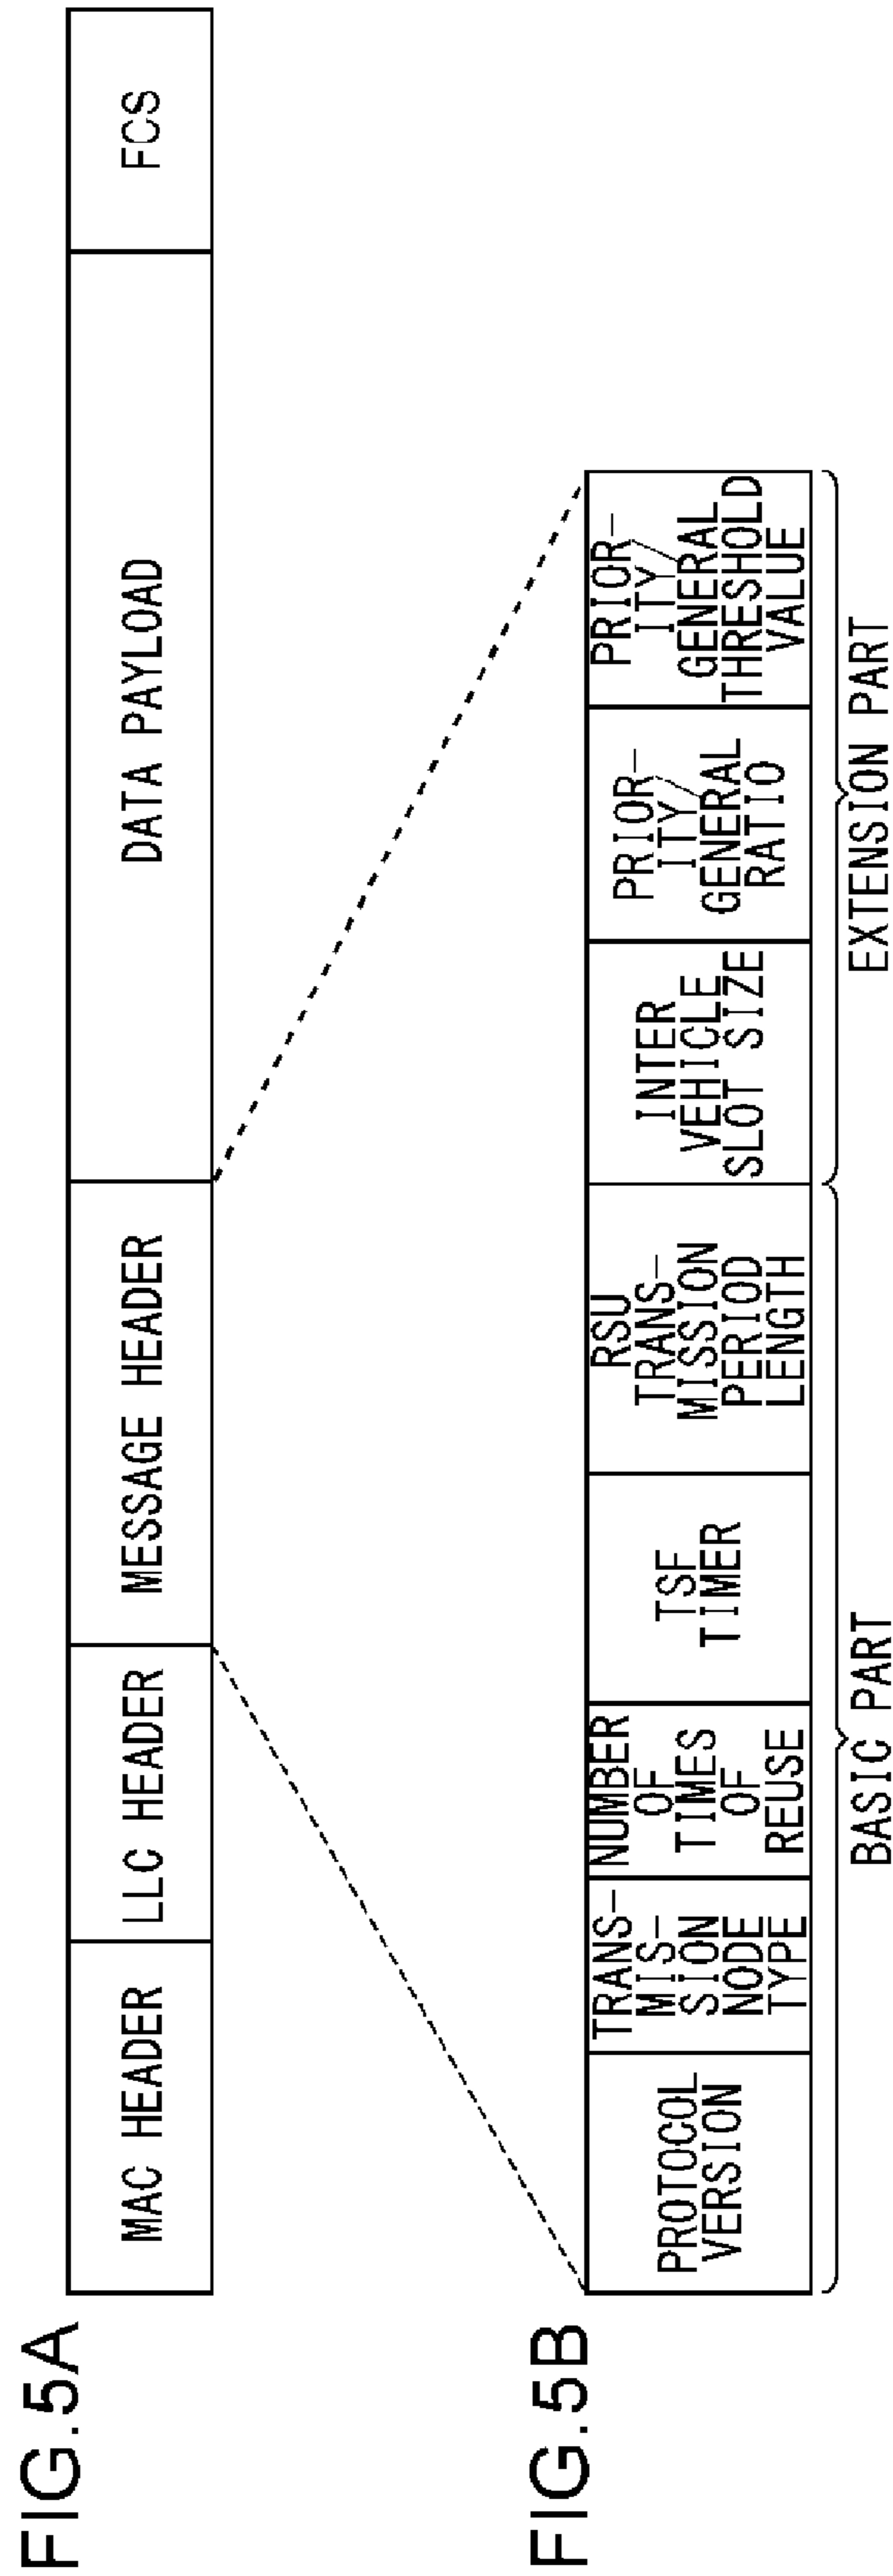 FIG.5A
MAC HEADER
LLC HEADER
MESSAGE HEADER
DATA PAYLOAD
FCS
FIG.5B
PROTOCOL
VERSION
TRANS-
MIS-
SION
NODE
TYPE
NUMBER
OF
TIMES
OF
REUSE
TSF
TIMER
RSU
TRANS-
MISSION
PERIOD
LENGTH
INTER
VEHICLE
SLOT SIZE
PRIOR-
ITY/
GENERAL
RATIO
PRIOR-
ITY/
GENERAL
THRESHOLD
VALUE
BASIC PART
EXTENSION PART